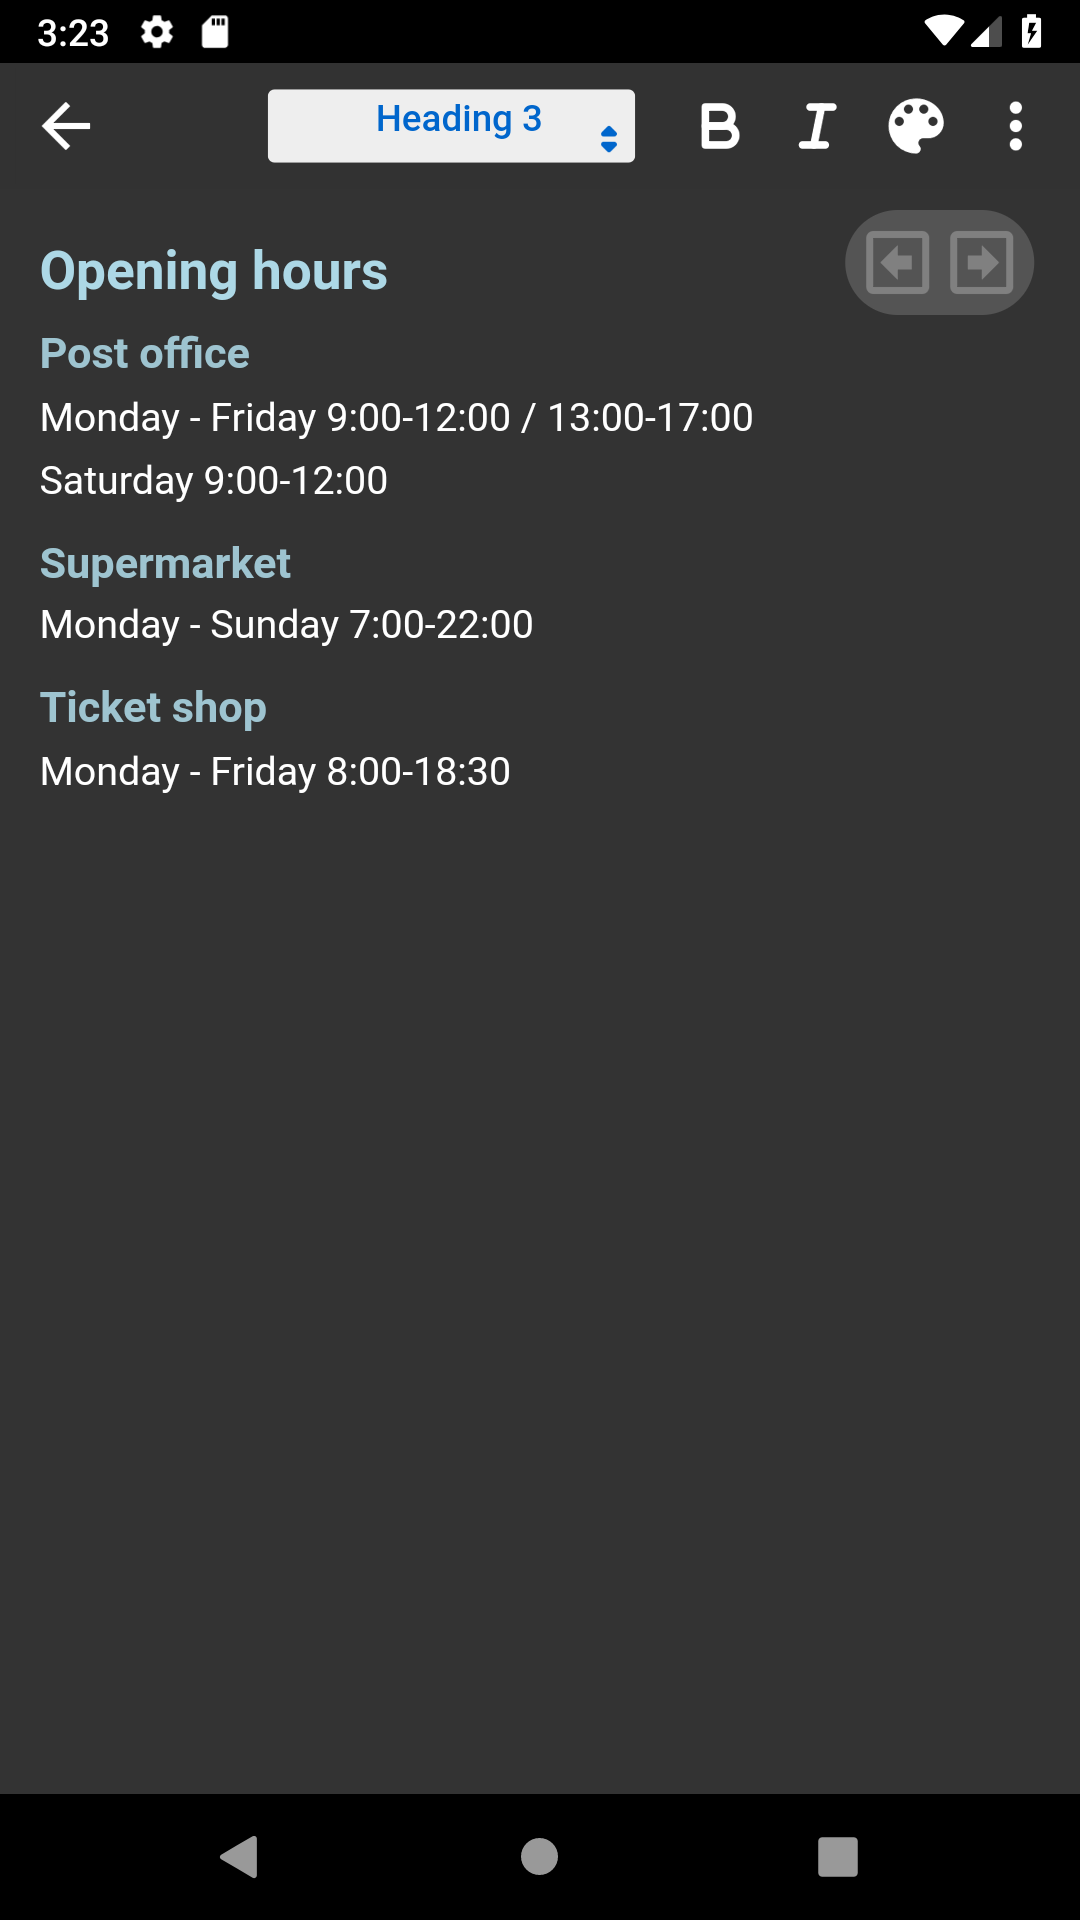 3:23
Heading 3
B I
Opening hours
Post office
Monday - Friday 9:00-12:00 / 13:00-17:00
Saturday 9:00-12:00
Supermarket
Monday - Sunday 7:00-22:00
Ticket shop
Monday - Friday 8:00-18:30